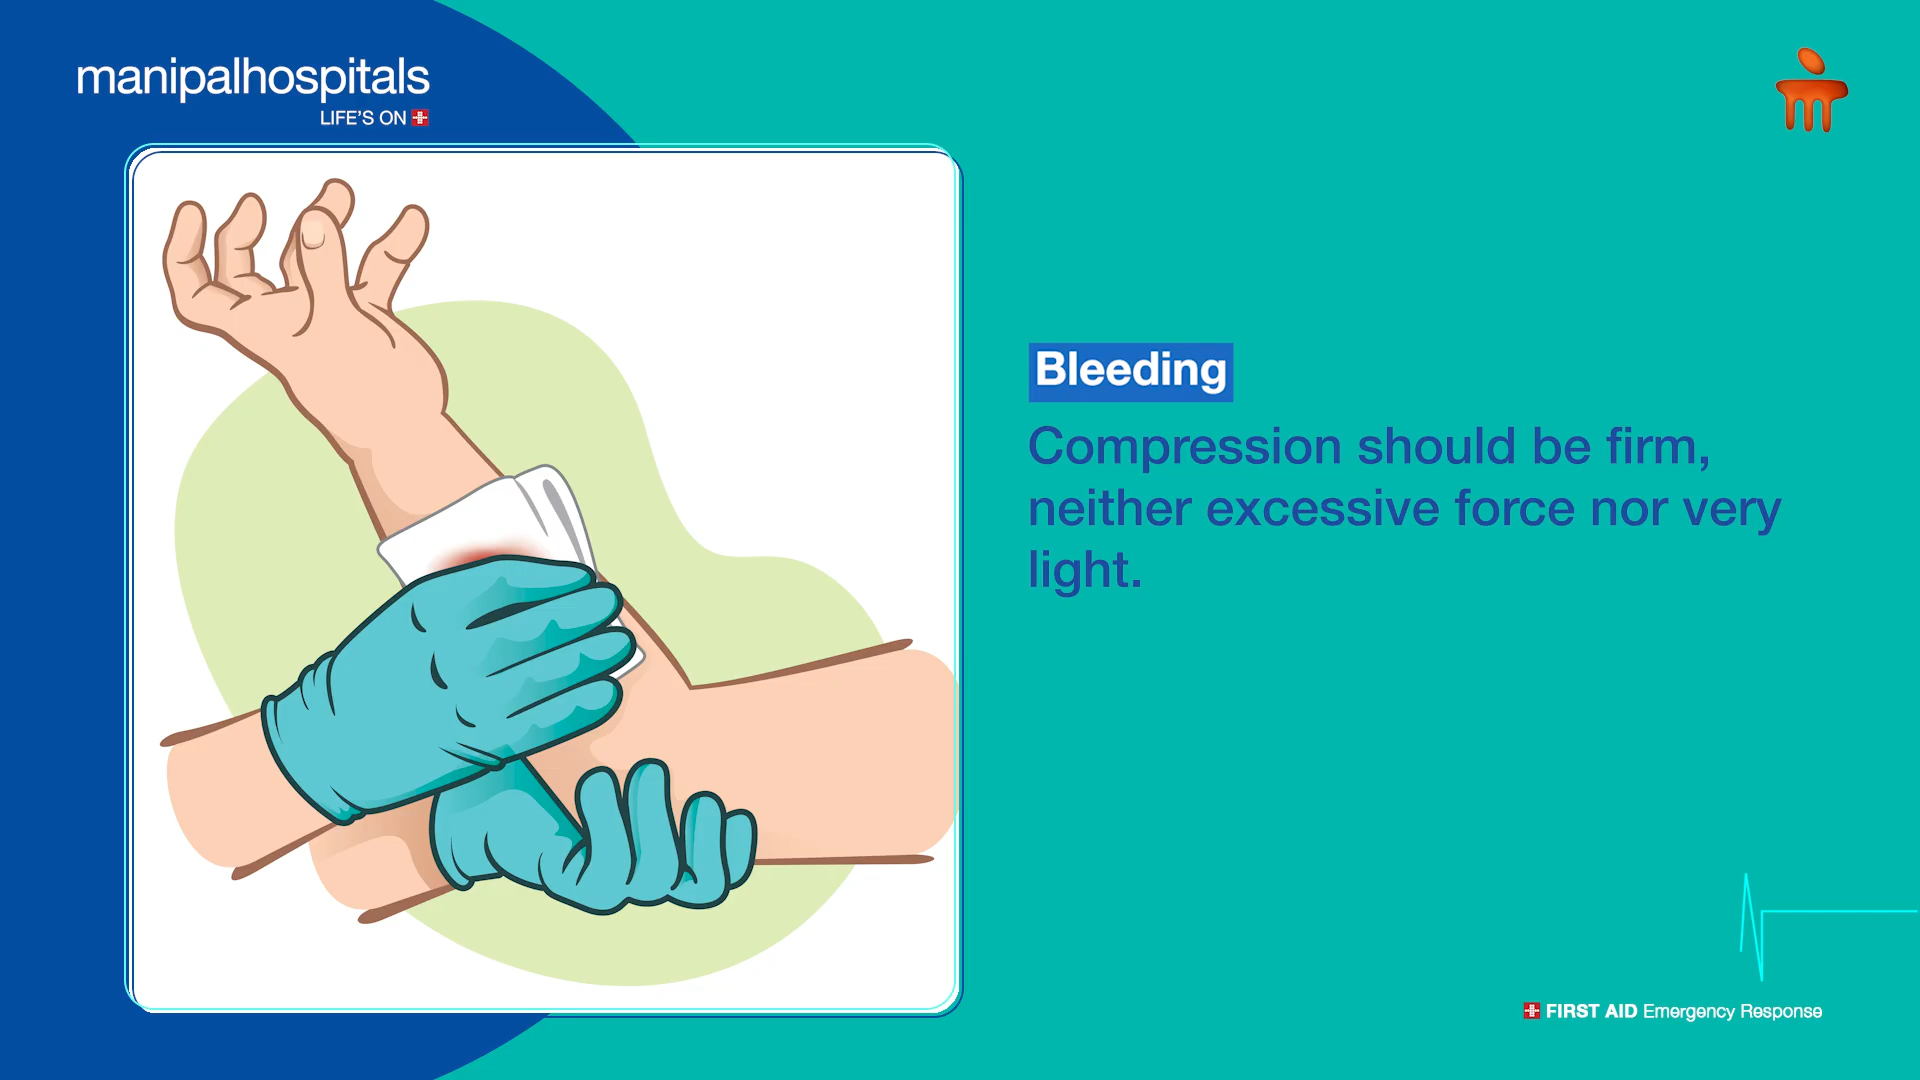 manipalhospitals
LIFE'S ON
Bleeding
Compression should be firm,
neither excessive force nor very
light.
FIRST AID Emergency Response